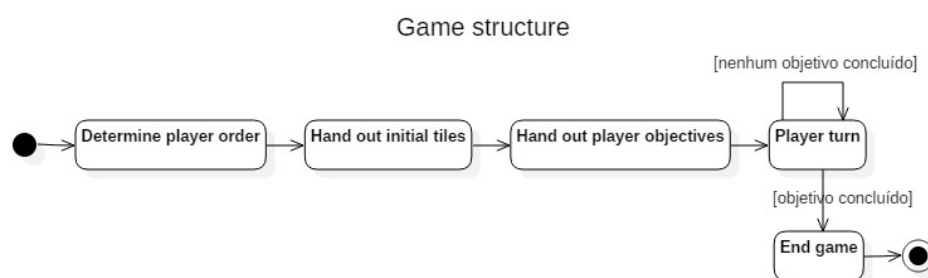 Game structure
[nenhum objetivo concluído]
Determine player order
Hand out initial tiles
Hand out player objectives
Player turn
[objetivo concluído]
End game